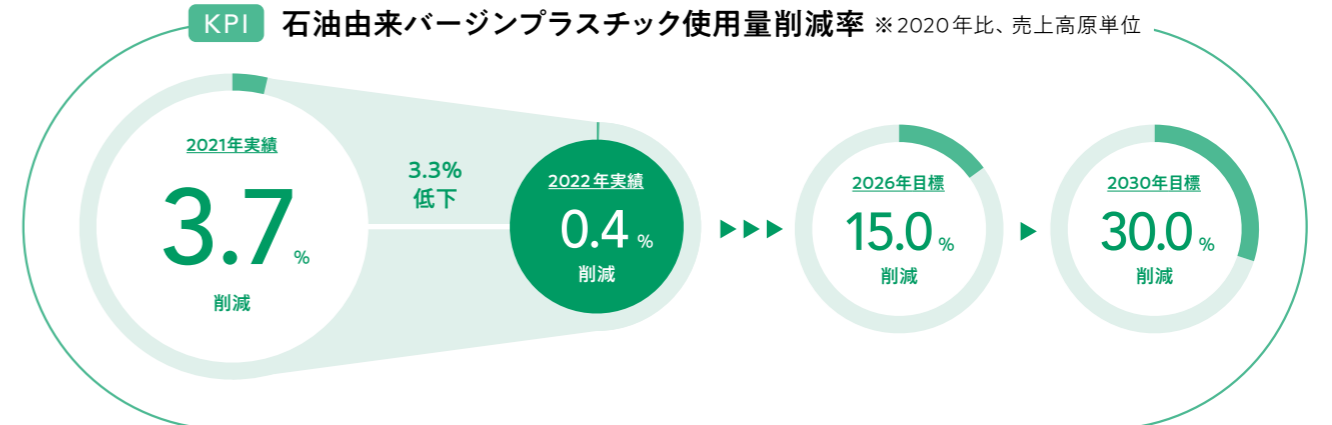 KPI 石油由来バージンプラスチック使用量削減率 ※2020年比、売上高原単位
2021年実績
3.7%
削減
3.3%
低下
2022年実績
0.4%
削減
2026年目標
15.0%
削減
2030年目標
30.0%
削減